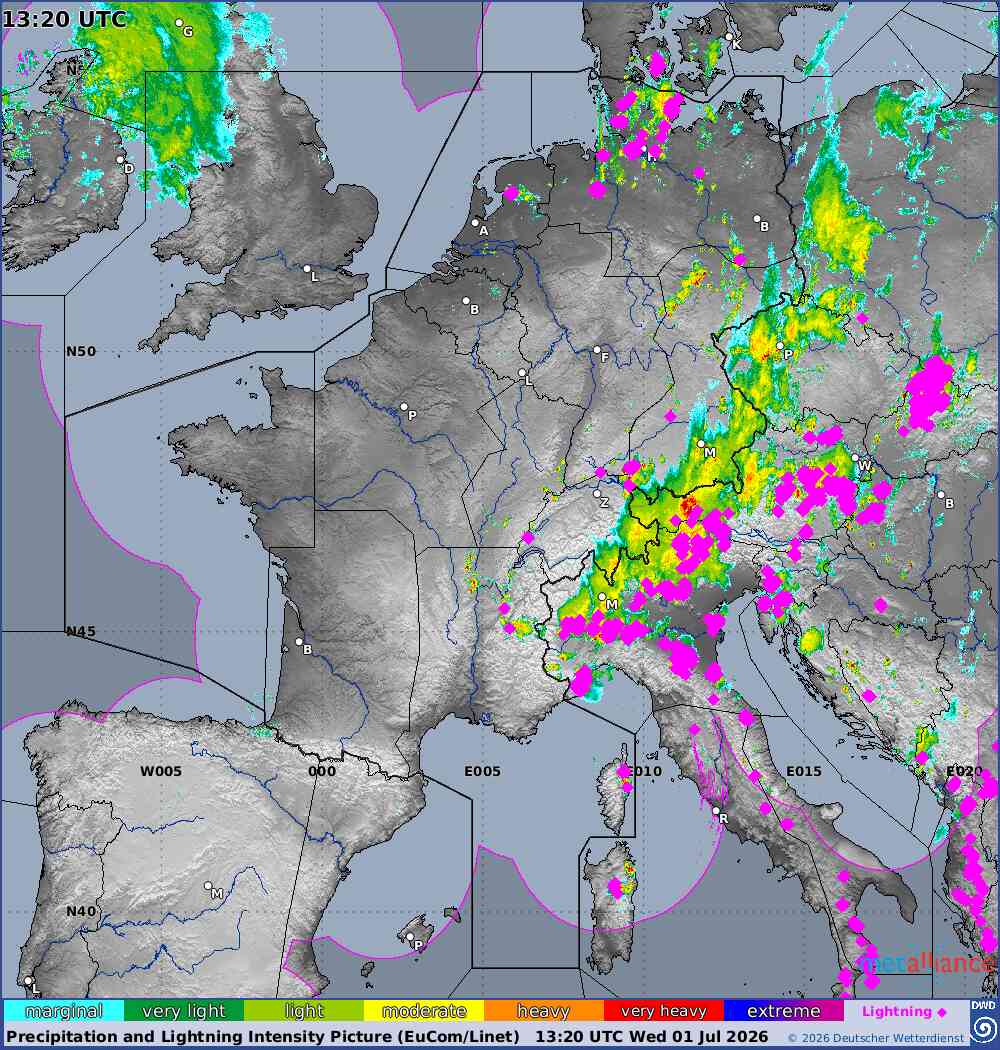 13:20 UTC
G
K
D
A
B
L
B
N50
F
L
P
P
M
W
Z
B
M
N45
B
W005
000
E005
E010
E015
E020
R
M
N40
P
L
metalliance
marginal very light light moderate heavy very heavy extreme Lightning
DWD
Precipitation and Lightning Intensity Picture (EuCom/Linet) 13:20 UTC Wed 01 Jul 2026 © 2026 Deutscher Wetterdienst